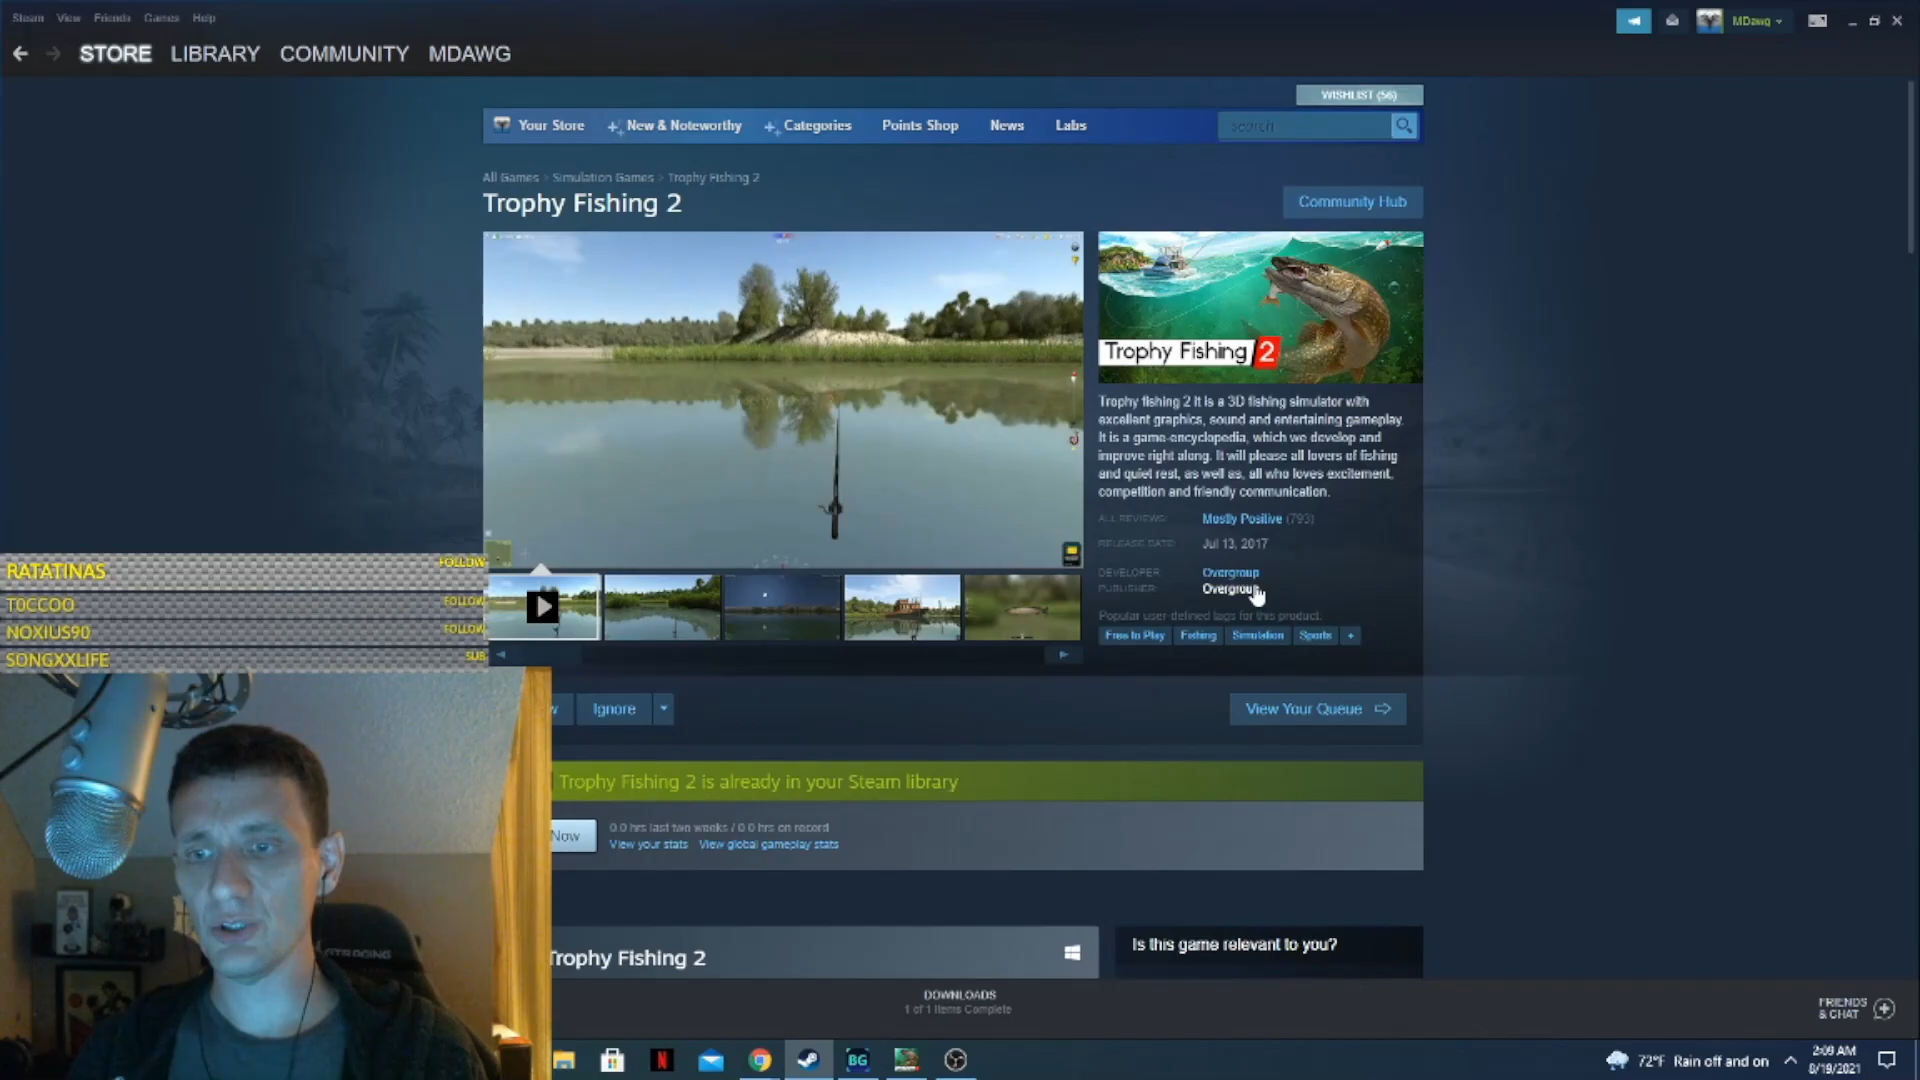 Steam View Friends Games Help
MDawg
STORE LIBRARY COMMUNITY MDAWG
WISHLIST (56)
Your Store New & Noteworthy Categories Points Shop News Labs
search
All Games > Simulation Games > Trophy Fishing 2
Trophy Fishing 2
Community Hub
Trophy Fishing 2
Trophy fishing 2 It is a 3D fishing simulator with
excellent graphics, sound and entertaining gameplay.
It is a game-encyclopedia, which we develop and
improve right along. It will please all lovers of fishing
and quiet rest, as well as, all who loves excitement,
competition and friendly communication.
ALL REVIEWS: Mostly Positive (793)
RELEASE DATE: Jul 13, 2017
DEVELOPER: Overgroup
PUBLISHER: Overgroup
Popular user-defined tags for this product:
Free to Play Fishing Simulation Sports +
RATATINAS FOLLOW
T0CCOO FOLLOW
NOXIUS90 FOLLOW
SONGXXLIFE SUB
Ignore
View Your Queue
Trophy Fishing 2 is already in your Steam library
Now
0.0 hrs last two weeks / 0.0 hrs on record
View your stats View global gameplay stats
Trophy Fishing 2
Is this game relevant to you?
GTRACING
DOWNLOADS
1 of 1 Items Complete
FRIENDS
& CHAT
BG
72°F Rain off and on
2:09 AM
8/19/2021